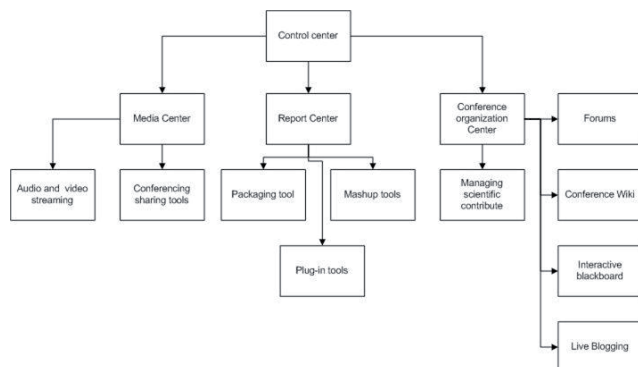 Control center
Media Center
Report Center
Conference
organization
Center
Forums
Audio and video
streaming
Conferencing
sharing tools
Packaging tool
Mashup tools
Managing
scientific
contribute
Conference Wiki
Plug-in tools
Interactive
blackboard
Live Blogging